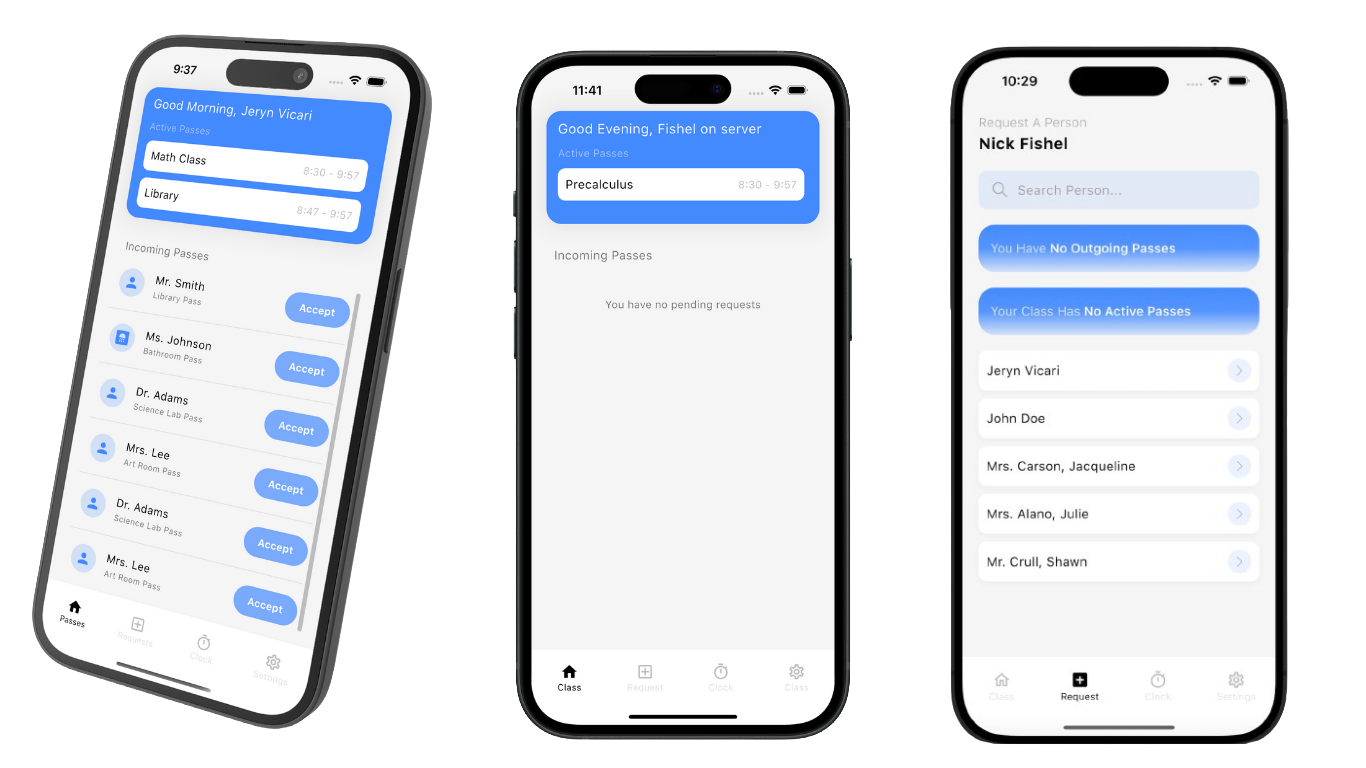 9:37
Good Morning, Jeryn Vicari
Active Passes
Math Class
8:30 - 9:57
Library
8:47 - 9:57
Incoming Passes
Mr. Smith
Library Pass
Accept
Ms. Johnson
Bathroom Pass
Accept
Dr. Adams
Science Lab Pass
Accept
Mrs. Lee
Art Room Pass
Accept
Dr. Adams
Science Lab Pass
Accept
Mrs. Lee
Art Room Pass
Accept
Passes
Requests
Clock
Settings
11:41
Good Evening, Fishel on server
Active Passes
Precalculus
8:30 - 9:57
Incoming Passes
You have no pending requests
Class
Request
Clock
Class
10:29
Request A Person
Nick Fishel
Search Person...
You Have No Outgoing Passes
Your Class Has No Active Passes
Jeryn Vicari
John Doe
Mrs. Carson, Jacqueline
Mrs. Alano, Julie
Mr. Crull, Shawn
Class
Request
Clock
Settings